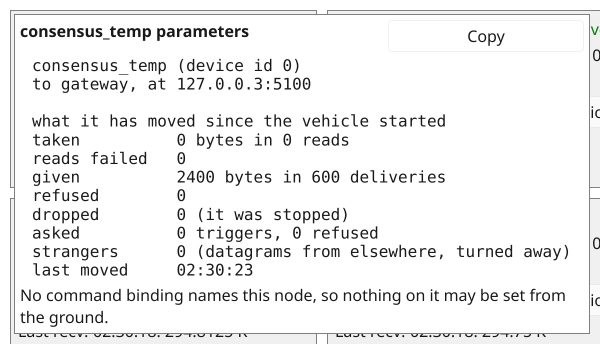 consensus_temp parameters
Copy
consensus_temp (device id 0)
to gateway, at 127.0.0.3:5100
what it has moved since the vehicle started
taken 0 bytes in 0 reads
reads failed 0
given 2400 bytes in 600 deliveries
refused 0
dropped 0 (it was stopped)
asked 0 triggers, 0 refused
strangers 0 (datagrams from elsewhere, turned away)
last moved 02:30:23
No command binding names this node, so nothing on it may be set from
the ground.